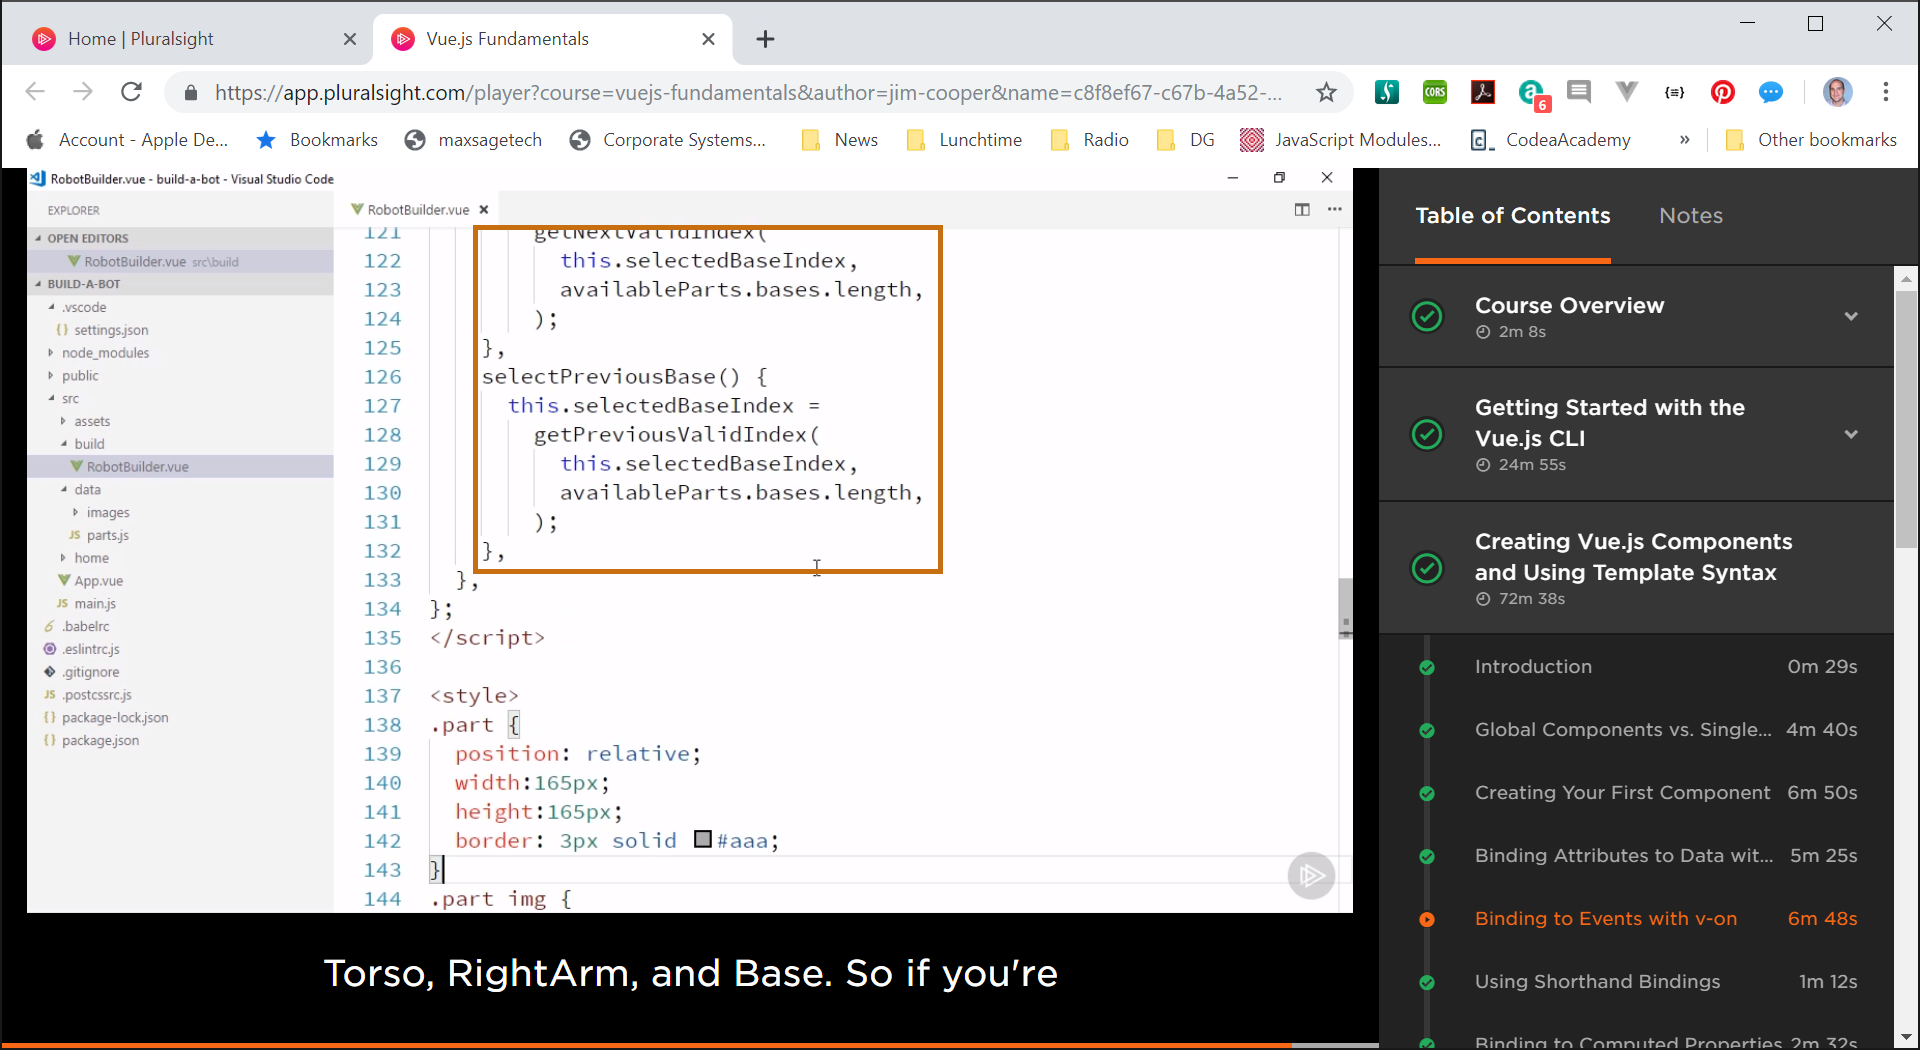 Home | Pluralsight
Vue.js Fundamentals
https://app.pluralsight.com/player?course=vuejs-fundamentals&author=jim-cooper&name=c8f8ef67-c67b-4a52-...
CORS
6
{≡}
Account - Apple De...
Bookmarks
maxsagetech
Corporate Systems...
News
Lunchtime
Radio
DG
JavaScript Modules...
CodeaAcademy
»
Other bookmarks
RobotBuilder.vue - build-a-bot - Visual Studio Code
EXPLORER
OPEN EDITORS
RobotBuilder.vue src\build
BUILD-A-BOT
.vscode
{} settings.json
node_modules
public
src
assets
build
RobotBuilder.vue
data
images
JS parts.js
home
App.vue
JS main.js
.babelrc
.eslintrc.js
.gitignore
JS .postcssrc.js
{} package-lock.json
{} package.json
RobotBuilder.vue
121 getNextValidIndex(
122 this.selectedBaseIndex,
123 availableParts.bases.length,
124 );
125 },
126 selectPreviousBase() {
127 this.selectedBaseIndex =
128 getPreviousValidIndex(
129 this.selectedBaseIndex,
130 availableParts.bases.length,
131 );
132 },
133 },
134 };
135 </script>
136
137 <style>
138 .part {
139 position: relative;
140 width:165px;
141 height:165px;
142 border: 3px solid #aaa;
143 }
144 .part img {
Torso, RightArm, and Base. So if you're
Table of Contents
Notes
Course Overview
2m 8s
Getting Started with the
Vue.js CLI
24m 55s
Creating Vue.js Components
and Using Template Syntax
72m 38s
Introduction 0m 29s
Global Components vs. Single... 4m 40s
Creating Your First Component 6m 50s
Binding Attributes to Data wit... 5m 25s
Binding to Events with v-on 6m 48s
Using Shorthand Bindings 1m 12s
Binding to Computed Properties 2m 32s